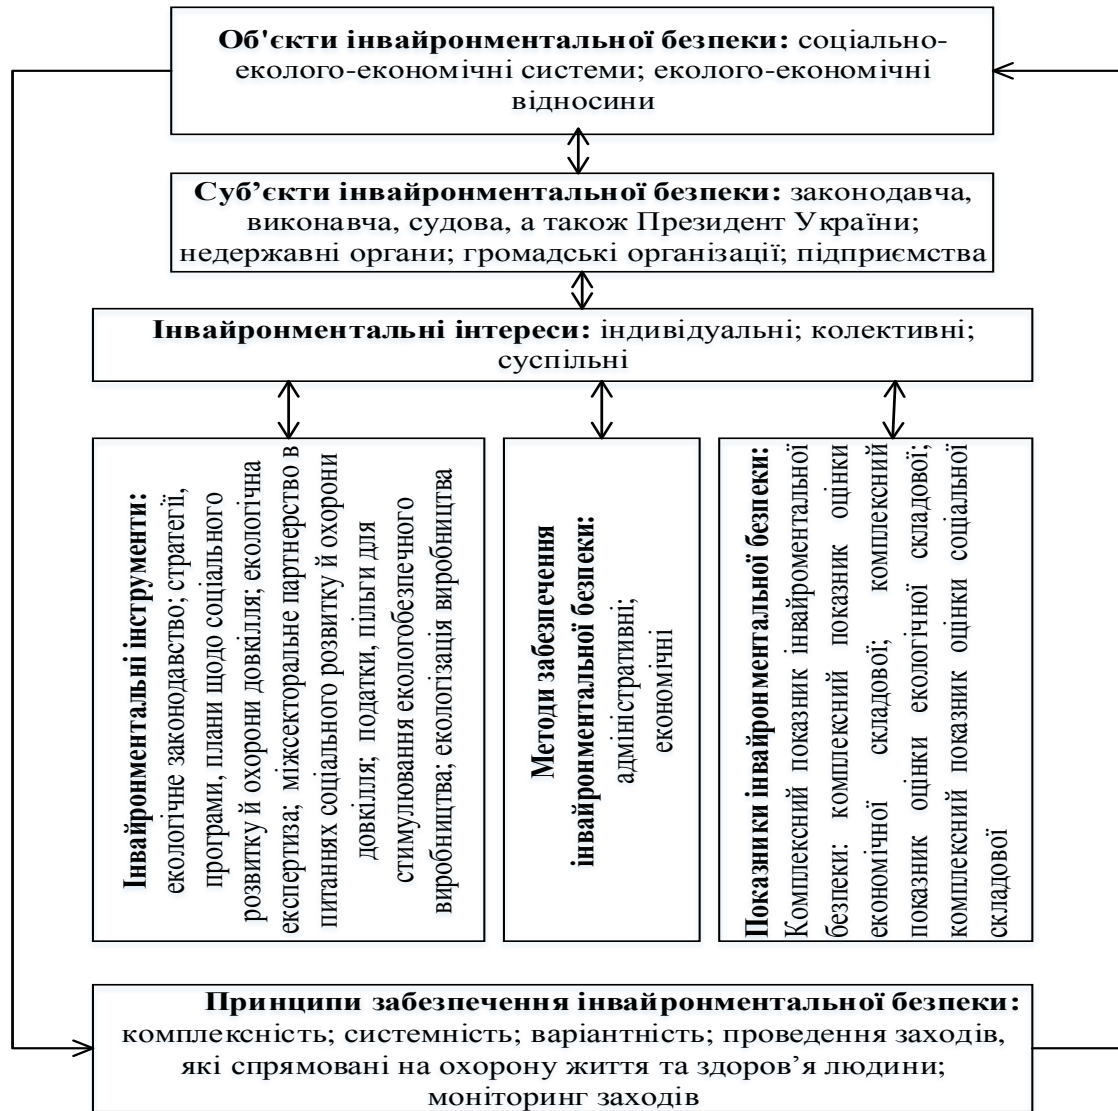 Об'єкти інвайронментальної безпеки: соціально-
еколого-економічні системи; еколого-економічні
відносини
Суб’єкти інвайронментальної безпеки: законодавча,
виконавча, судова, а також Президент України;
недержавні органи; громадські організації; підприємства
Інвайронментальні інтереси: індивідуальні; колективні;
суспільні
Інвайронментальні інструменти:
екологічне законодавство; стратегії,
програми, плани щодо соціального
розвитку й охорони довкілля; екологічна
експертиза; міжсекторальне партнерство в
питаннях соціального розвитку й охорони
довкілля; податки, пільги для
стимулювання екологобезпечного
виробництва; екологізація виробництва
Методи забезпечення
інвайронментальної безпеки:
адміністративні;
економічні
Показники інвайронментальної безпеки:
Комплексний показник інвайроментальної
безпеки: комплексний показник оцінки
економічної складової; комплексний
показник оцінки екологічної складової;
комплексний показник оцінки соціальної
складової
Принципи забезпечення інвайронментальної безпеки:
комплексність; системність; варіантність; проведення заходів,
які спрямовані на охорону життя та здоров’я людини;
моніторинг заходів